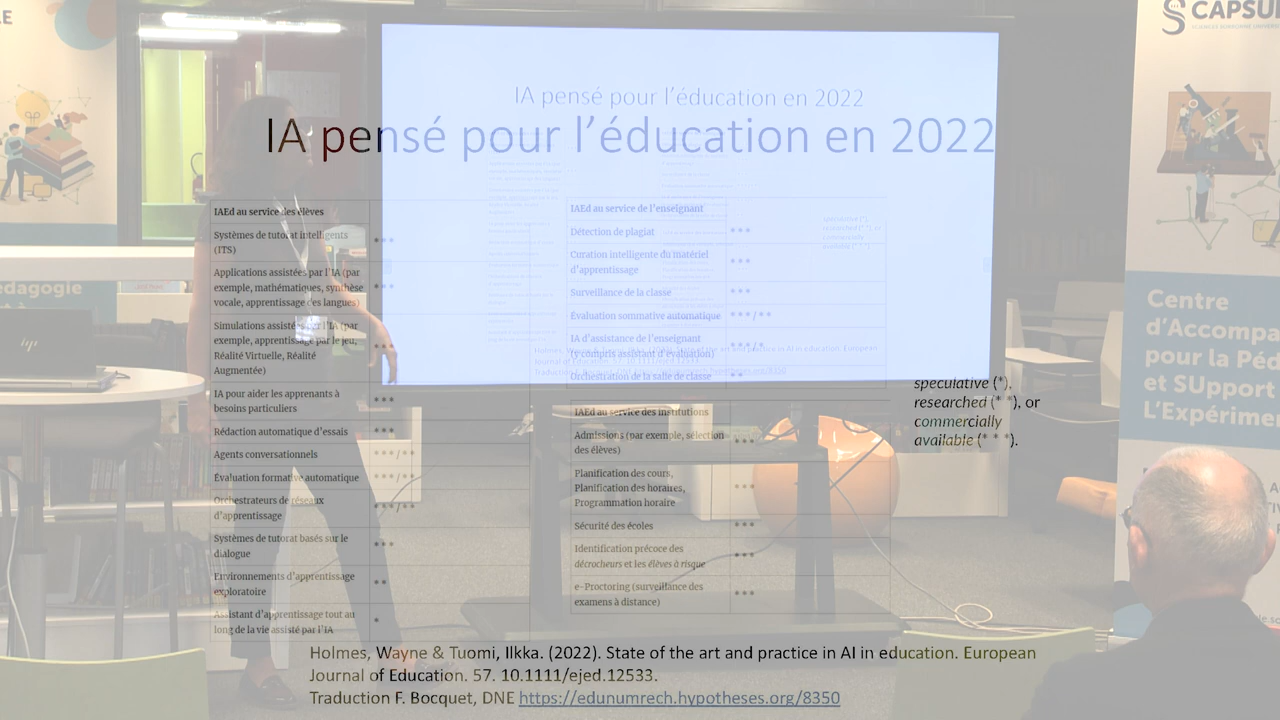 IA pensé pour l'éducation en 2022
IA pensé pour l'éducation en 2022
IAEd au service des élèves
Systèmes de tutorat intelligents
(ITS)
* * *
Applications assistées par l'IA (par
exemple, mathématiques, synthèse
vocale, apprentissage des langues)
* * *
Simulations assistées par l'IA (par
exemple, apprentissage par le jeu,
Réalité Virtuelle, Réalité
Augmentée)
* * *
IA pour aider les apprenants à
besoins particuliers
* * *
Rédaction automatique d'essais
* * *
Agents conversationnels
* * * / * *
Évaluation formative automatique
* * * / * *
Orchestrateurs de réseaux
d'apprentissage
* * * / * *
Systèmes de tutorat basés sur le
dialogue
* * *
Environnements d'apprentissage
exploratoire
* *
Assistant d'apprentissage tout au
long de la vie assisté par l'IA
*
IAEd au service de l'enseignant
Détection de plagiat
* * *
Curation intelligente du matériel
d'apprentissage
* * *
Surveillance de la classe
* * *
Évaluation sommative automatique
* * * / * *
IA d'assistance de l'enseignant
(y compris assistant d'évaluation)
* * * / *
Orchestration de la salle de classe
* *
IAEd au service des institutions
Admissions (par exemple, sélection
des élèves)
* * *
Planification des cours,
Planification des horaires,
Programmation horaire
* * *
Sécurité des écoles
* * *
Identification précoce des
décrocheurs et les élèves à risque
* * *
e-Proctoring (surveillance des
examens à distance)
* * *
speculative (*),
researched (* *), or
commercially
available (* * *).
Holmes, Wayne & Tuomi, Ilkka. (2022). State of the art and practice in AI in education. European
Journal of Education. 57. 10.1111/ejed.12533.
Traduction F. Bocquet, DNE https://edunumrech.hypotheses.org/8350
CAPSU
Centre
d'Accompa
pour la Péd
et SUpport
L'Expérimen
édagogie
hp